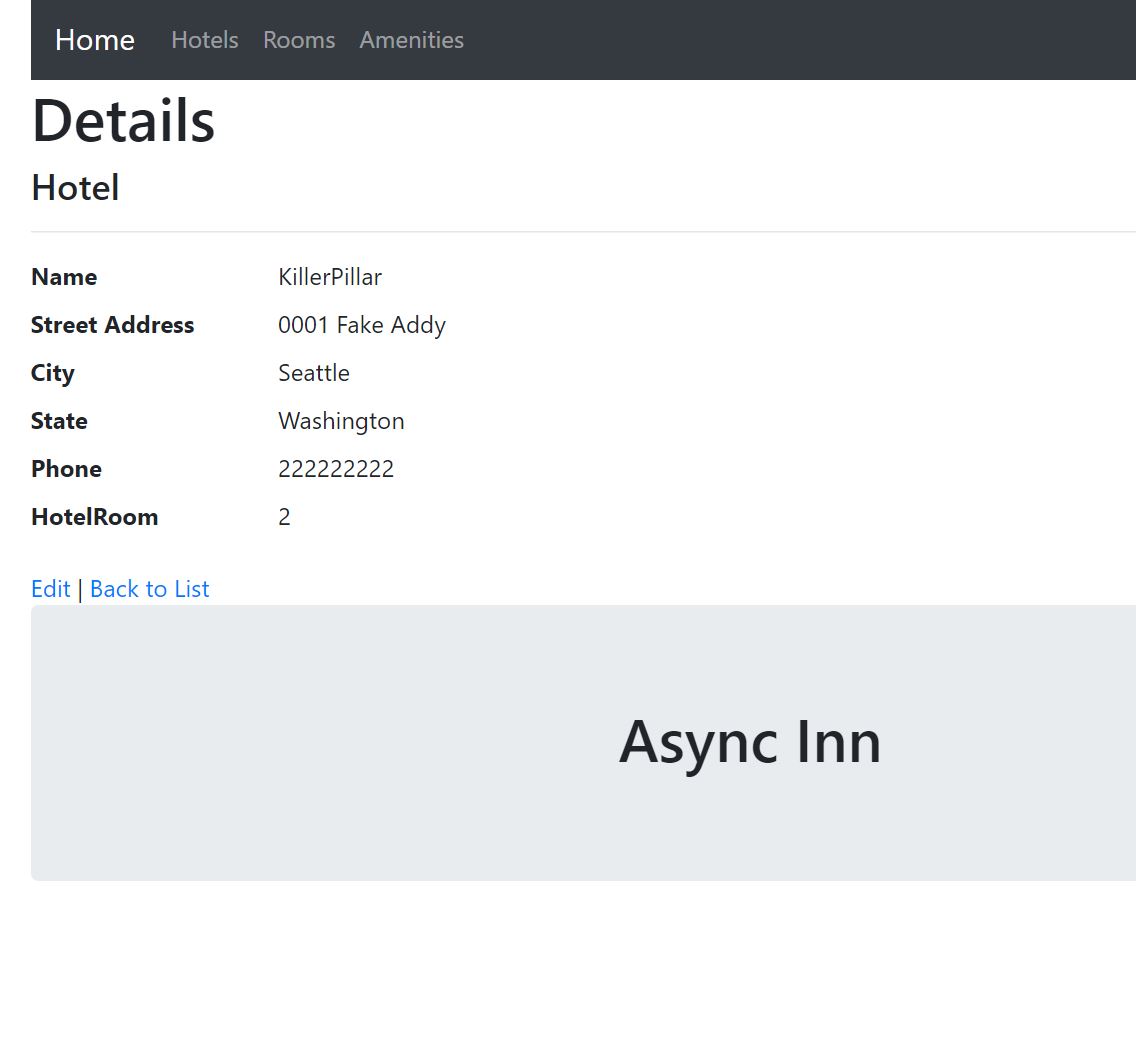 Home Hotels Rooms Amenities
Details
Hotel
Name KillerPillar
Street Address 0001 Fake Addy
City Seattle
State Washington
Phone 222222222
HotelRoom 2
Edit | Back to List
Async Inn